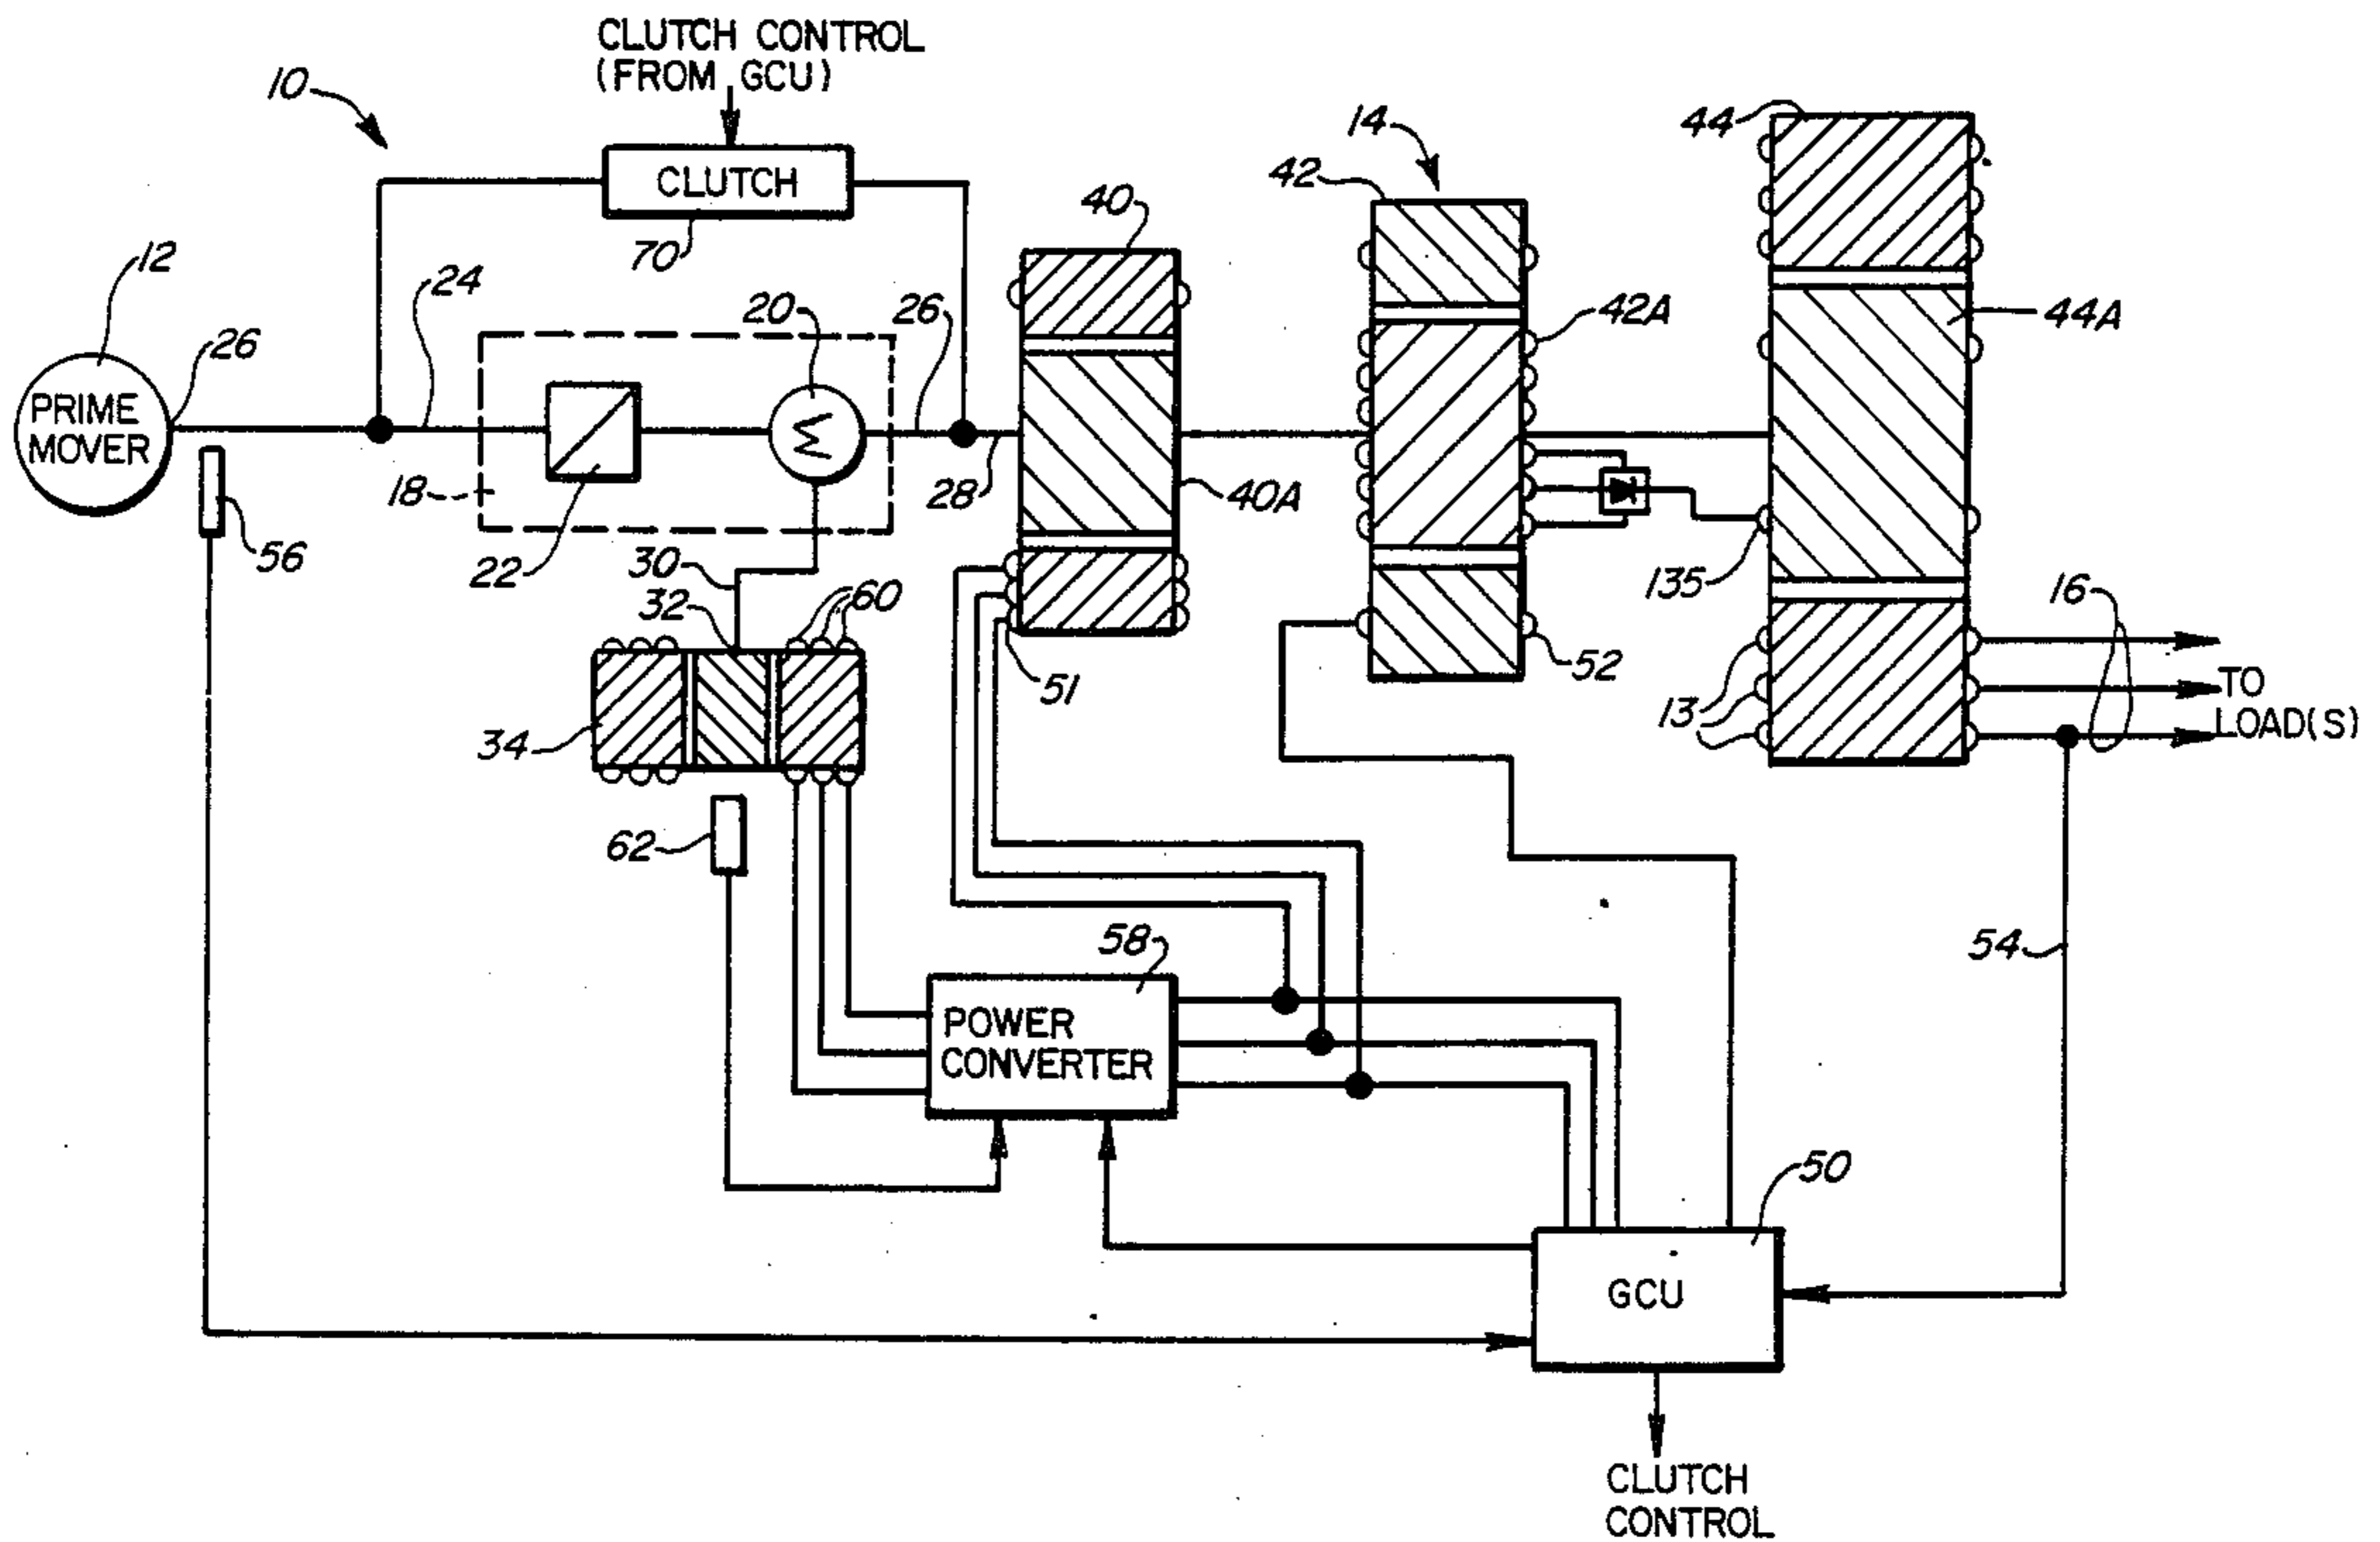 CLUTCH CONTROL
(FROM GCU)
10
CLUTCH
70
14
44
42
40
12
24
20
26
26
42A
44A
PRIME
MOVER
18
22
28
40A
56
30
32
60
135
16
34
51
52
13
TO
LOAD(S)
62
58
54
POWER
CONVERTER
50
GCU
CLUTCH
CONTROL